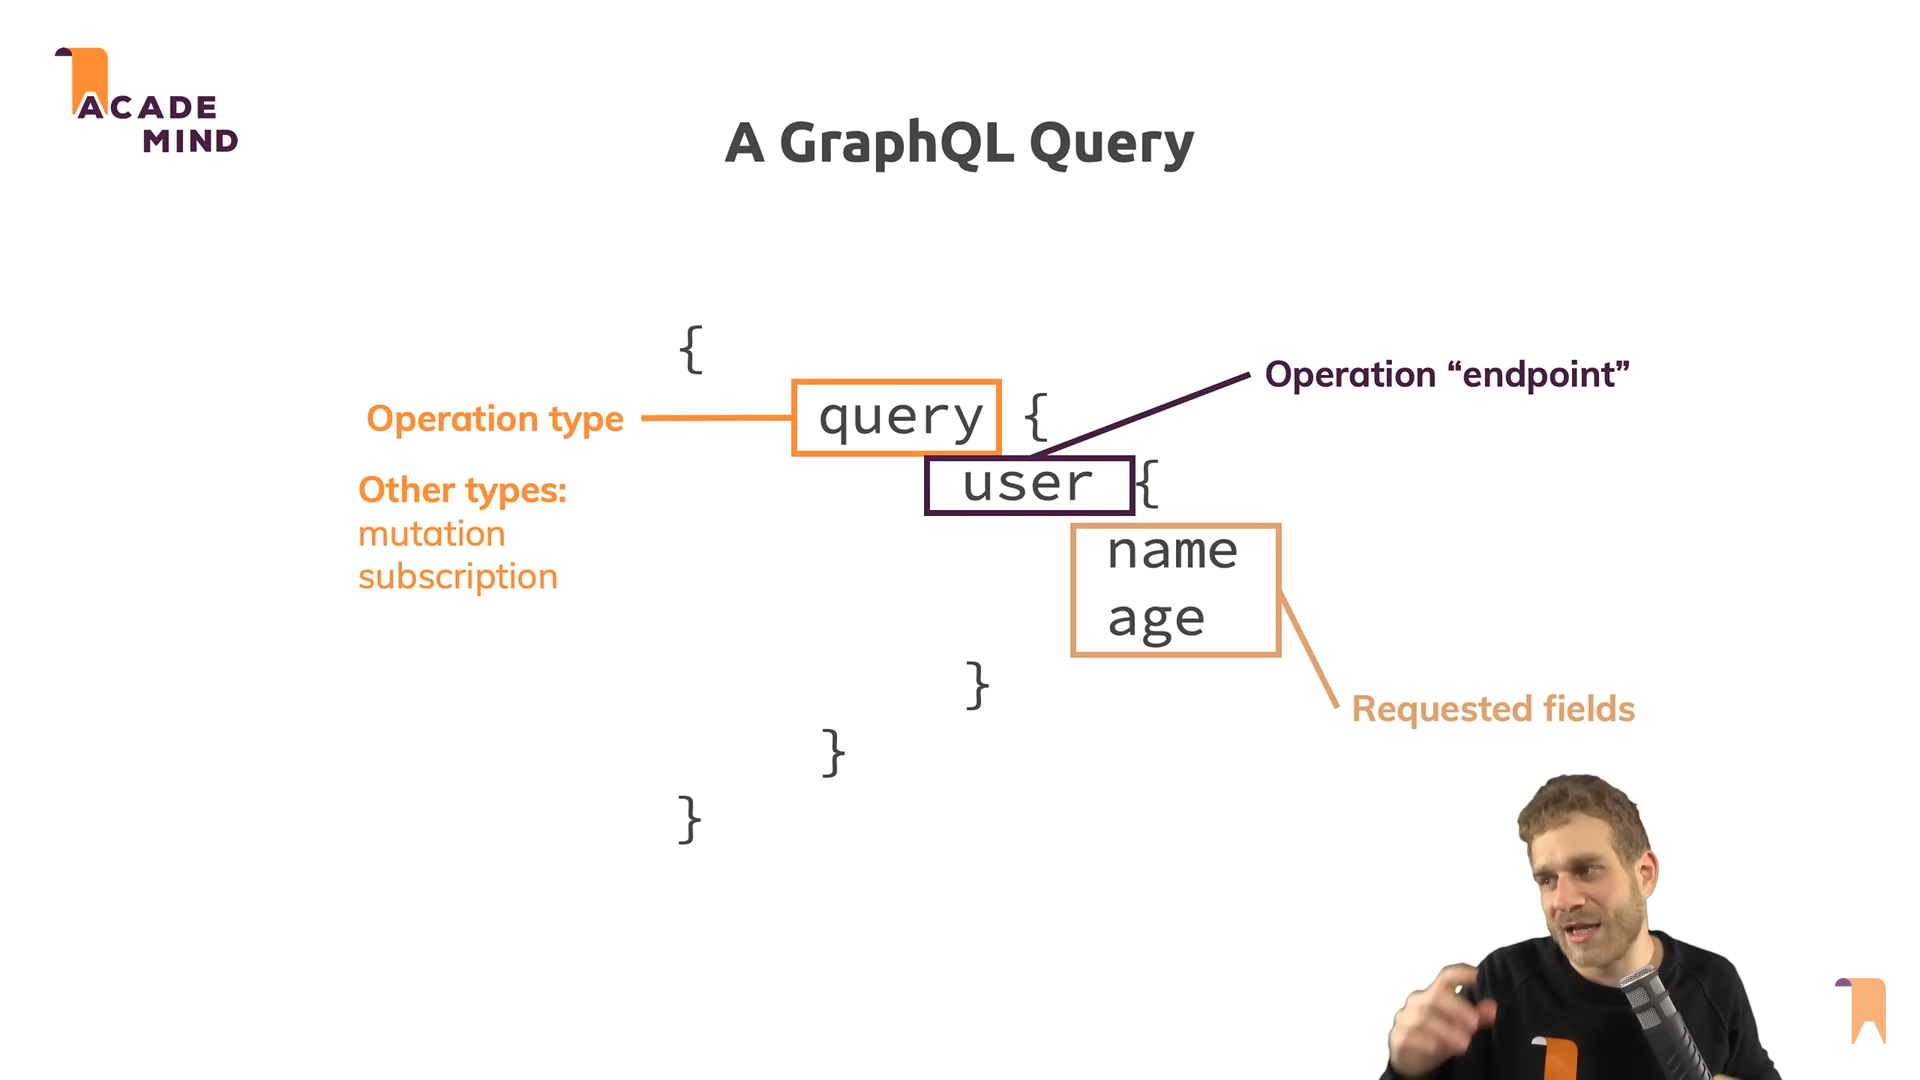 ACADE
MIND
A GraphQL Query
{
query {
user {
name
age
}
}
}
Operation type
Other types:
mutation
subscription
Operation “endpoint”
Requested fields